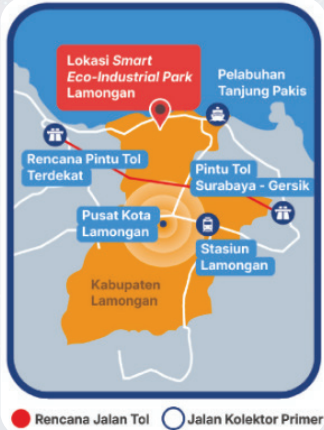 Lokasi Smart
Eco-Industrial Park
Lamongan
Pelabuhan
Tanjung Pakis
Rencana Pintu Tol
Terdekat
Pintu Tol
Surabaya - Gersik
Pusat Kota
Lamongan
Stasiun
Lamongan
Kabupaten
Lamongan
Rencana Jalan Tol
Jalan Kolektor Primer